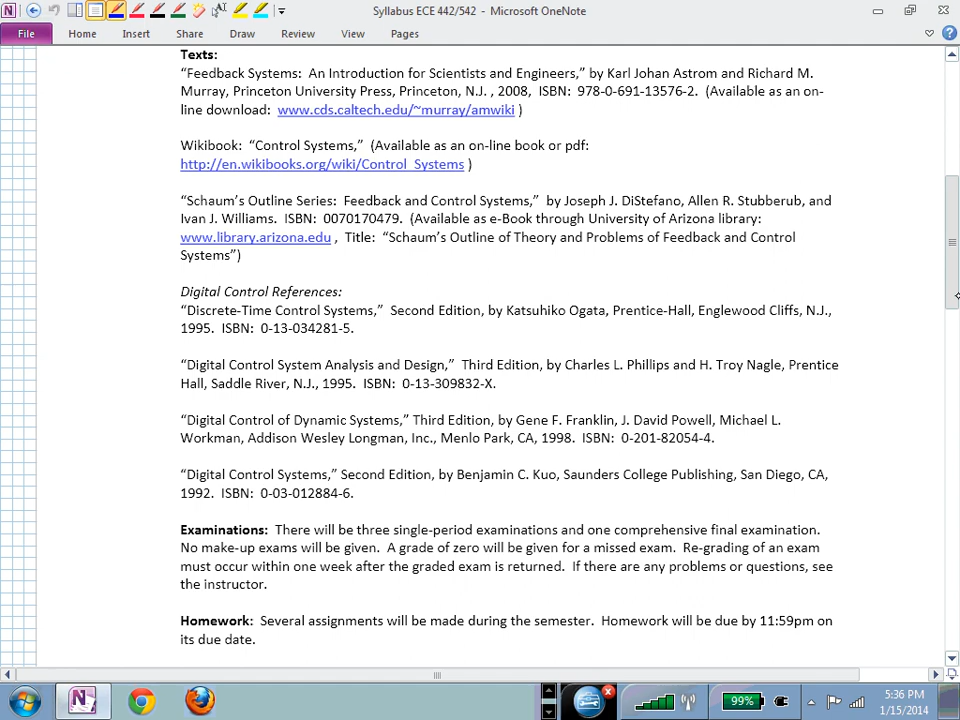 Syllabus ECE 442/542 - Microsoft OneNote
File Home Insert Share Draw Review View Pages
Texts:
“Feedback Systems: An Introduction for Scientists and Engineers,” by Karl Johan Astrom and Richard M.
Murray, Princeton University Press, Princeton, N.J. , 2008, ISBN: 978-0-691-13576-2. (Available as an on-
line download: www.cds.caltech.edu/~murray/amwiki )
Wikibook: “Control Systems,” (Available as an on-line book or pdf:
http://en.wikibooks.org/wiki/Control_Systems )
“Schaum’s Outline Series: Feedback and Control Systems,” by Joseph J. DiStefano, Allen R. Stubberub, and
Ivan J. Williams. ISBN: 0070170479. (Available as e-Book through University of Arizona library:
www.library.arizona.edu , Title: “Schaum’s Outline of Theory and Problems of Feedback and Control
Systems”)
Digital Control References:
“Discrete-Time Control Systems,” Second Edition, by Katsuhiko Ogata, Prentice-Hall, Englewood Cliffs, N.J.,
1995. ISBN: 0-13-034281-5.
“Digital Control System Analysis and Design,” Third Edition, by Charles L. Phillips and H. Troy Nagle, Prentice
Hall, Saddle River, N.J., 1995. ISBN: 0-13-309832-X.
“Digital Control of Dynamic Systems,” Third Edition, by Gene F. Franklin, J. David Powell, Michael L.
Workman, Addison Wesley Longman, Inc., Menlo Park, CA, 1998. ISBN: 0-201-82054-4.
“Digital Control Systems,” Second Edition, by Benjamin C. Kuo, Saunders College Publishing, San Diego, CA,
1992. ISBN: 0-03-012884-6.
Examinations: There will be three single-period examinations and one comprehensive final examination.
No make-up exams will be given. A grade of zero will be given for a missed exam. Re-grading of an exam
must occur within one week after the graded exam is returned. If there are any problems or questions, see
the instructor.
Homework: Several assignments will be made during the semester. Homework will be due by 11:59pm on
its due date.
99%
5:36 PM
1/15/2014